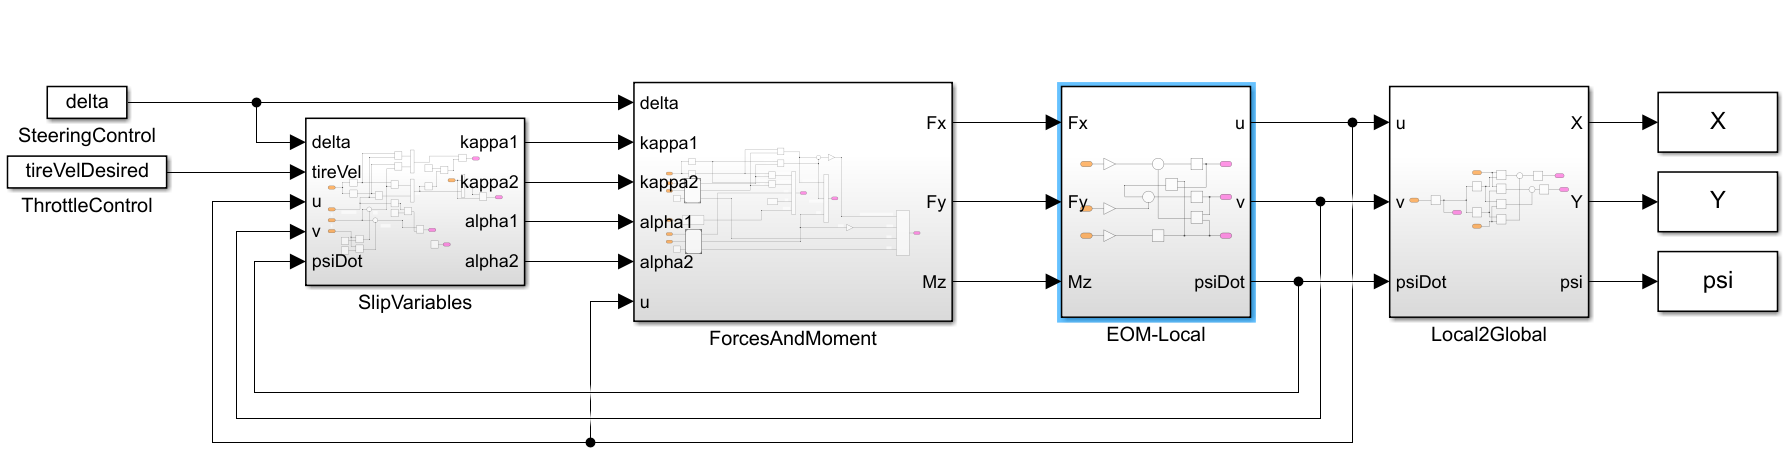 delta
SteeringControl
tireVelDesired
ThrottleControl
delta
tireVel
u
v
psiDot
kappa1
kappa2
alpha1
alpha2
SlipVariables
delta
kappa1
kappa2
alpha1
alpha2
u
Fx
Fy
Mz
ForcesAndMoment
Fx
Fy
Mz
u
v
psiDot
EOM-Local
u
v
psiDot
X
Y
psi
Local2Global
X
Y
psi